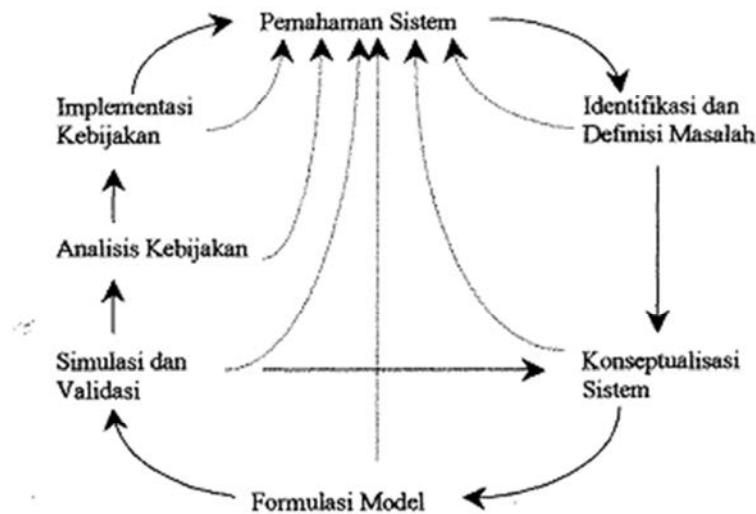 Pemahaman Sistem
Implementasi
Kebijakan
Identifikasi dan
Definisi Masalah
Analisis Kebijakan
Simulasi dan
Validasi
Konseptualisasi
Sistem
Formulasi Model